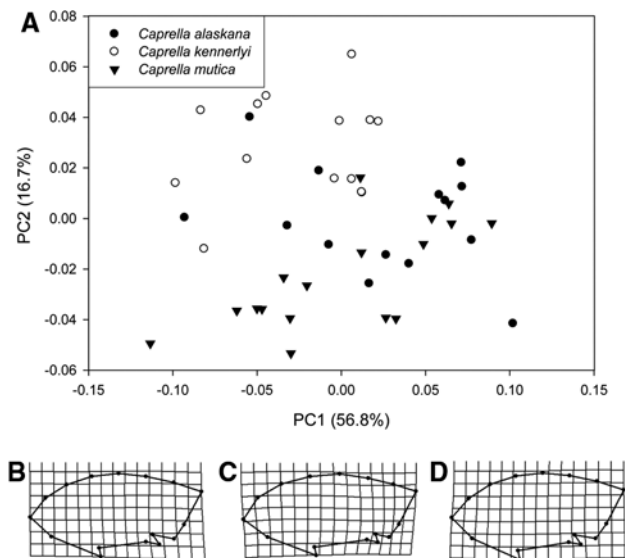 A
Caprella alaskana
Caprella kennerlyi
Caprella mutica
0.08
0.06
0.04
0.02
0.00
-0.02
-0.04
-0.06
PC2 (16.7%)
-0.15 -0.10 -0.05 0.00 0.05 0.10 0.15
PC1 (56.8%)
B C D